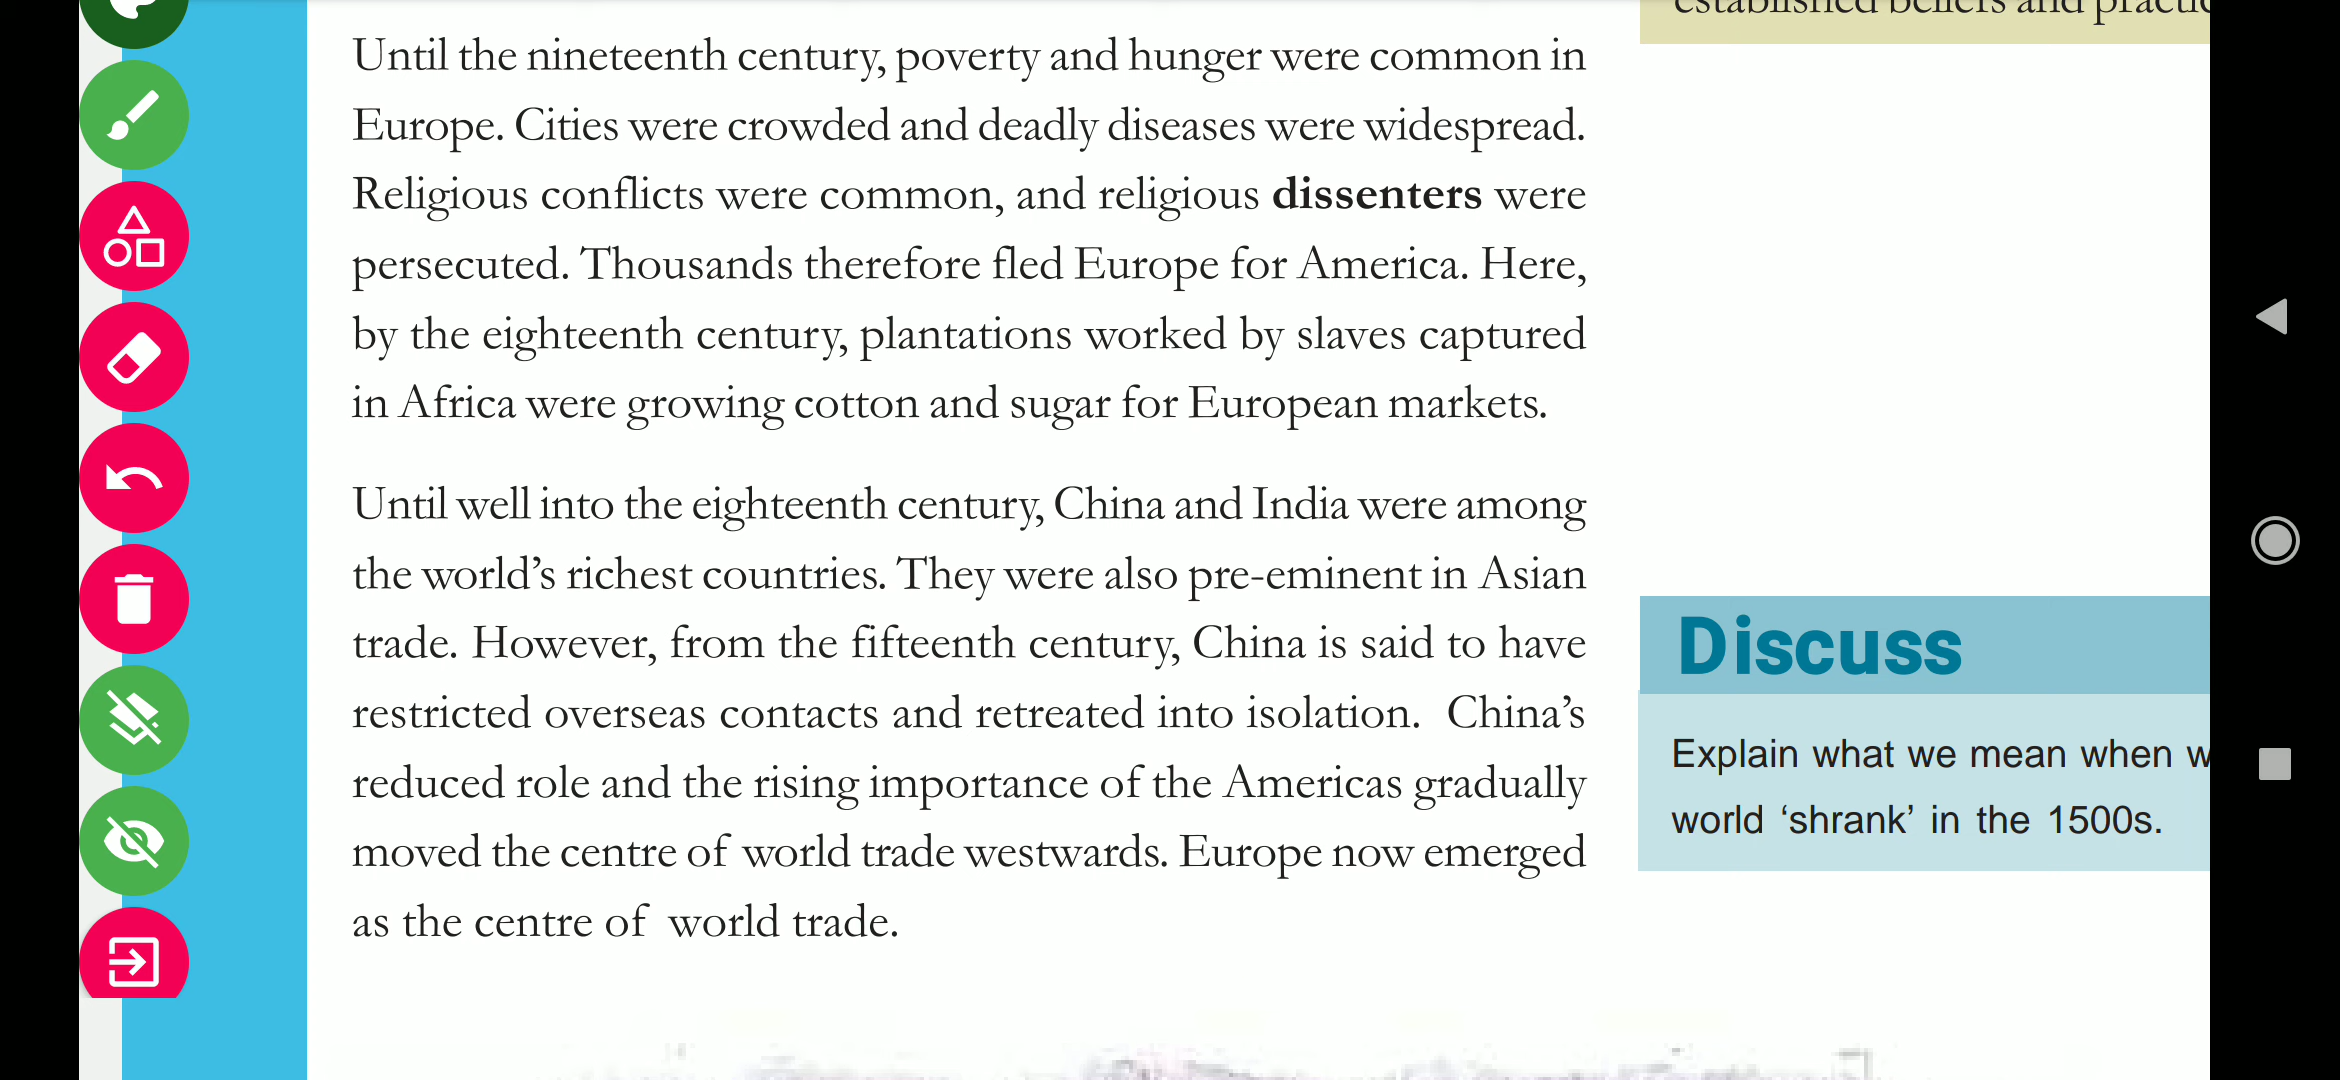 established beliefs and
Until the nineteenth century, poverty and hunger were common in
Europe. Cities were crowded and deadly diseases were widespread.
Religious conflicts were common, and religious dissenters were
persecuted. Thousands therefore fled Europe for America. Here,
by the eighteenth century, plantations worked by slaves captured
in Africa were growing cotton and sugar for European markets.
Until well into the eighteenth century, China and India were among
the world’s richest countries. They were also pre-eminent in Asian
trade. However, from the fifteenth century, China is said to have
restricted overseas contacts and retreated into isolation. China’s
reduced role and the rising importance of the Americas gradually
moved the centre of world trade westwards. Europe now emerged
as the centre of world trade.
Discuss
Explain what we mean when
world ‘shrank’ in the 1500s.